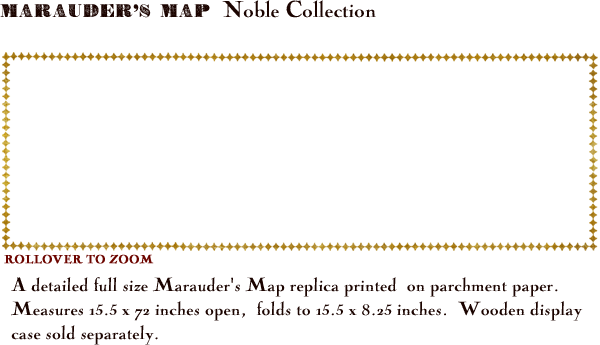 MARAUDER'S MAP Noble Collection
ROLLOVER TO ZOOM
A detailed full size Marauder's Map replica printed on parchment paper.
Measures 15.5 x 72 inches open, folds to 15.5 x 8.25 inches. Wooden display
case sold separately.